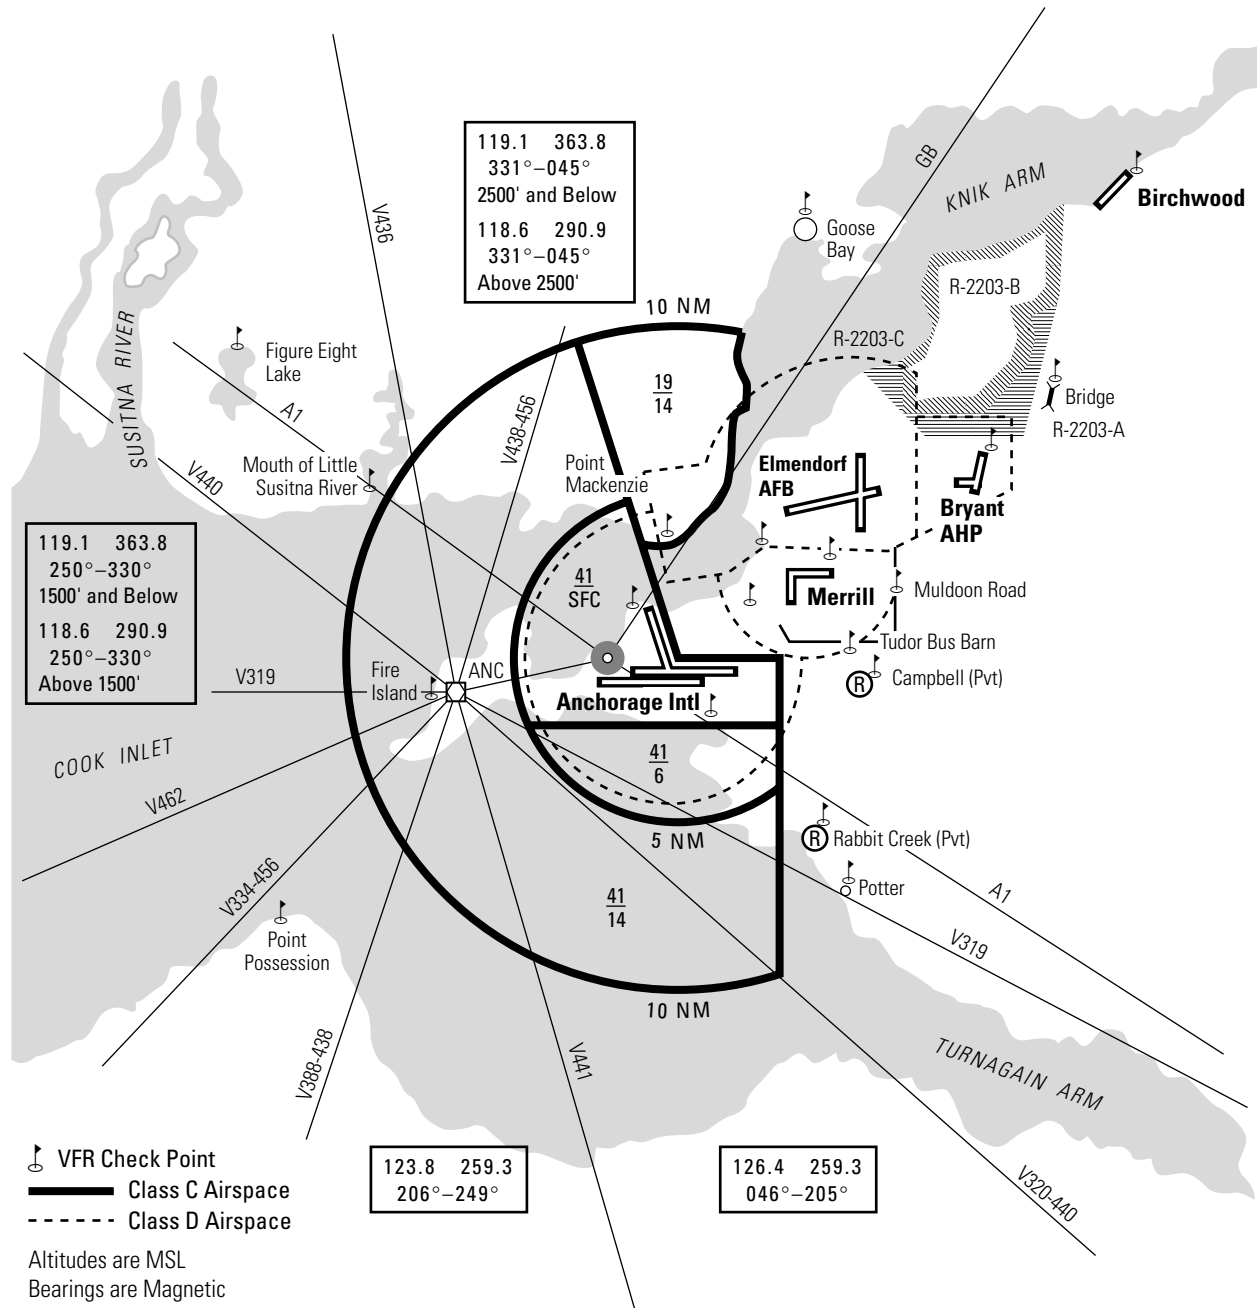 119.1 363.8
331°–045°
2500' and Below
118.6 290.9
331°–045°
Above 2500'
GB
KNIK ARM
Birchwood
Goose
Bay
V436
10 NM
R-2203-B
R-2203-C
SUSITNA RIVER
Figure Eight
Lake
A1
19
14
Bridge
R-2203-A
V438-456
Mouth of Little
Susitna River
Point
Mackenzie
Elmendorf
AFB
Bryant
AHP
V440
119.1 363.8
250°–330°
1500' and Below
118.6 290.9
250°–330°
Above 1500'
41
SFC
Merrill
Muldoon Road
Tudor Bus Barn
R
Campbell (Pvt)
V319
Fire
Island
ANC
Anchorage Intl
COOK INLET
41
6
V462
5 NM
R
Rabbit Creek (Pvt)
Potter
V334-456
41
14
A1
V319
Point
Possession
10 NM
V388-438
V441
TURNAGAIN ARM
V320-440
VFR Check Point
Class C Airspace
Class D Airspace
Altitudes are MSL
Bearings are Magnetic
123.8 259.3
206°–249°
126.4 259.3
046°–205°